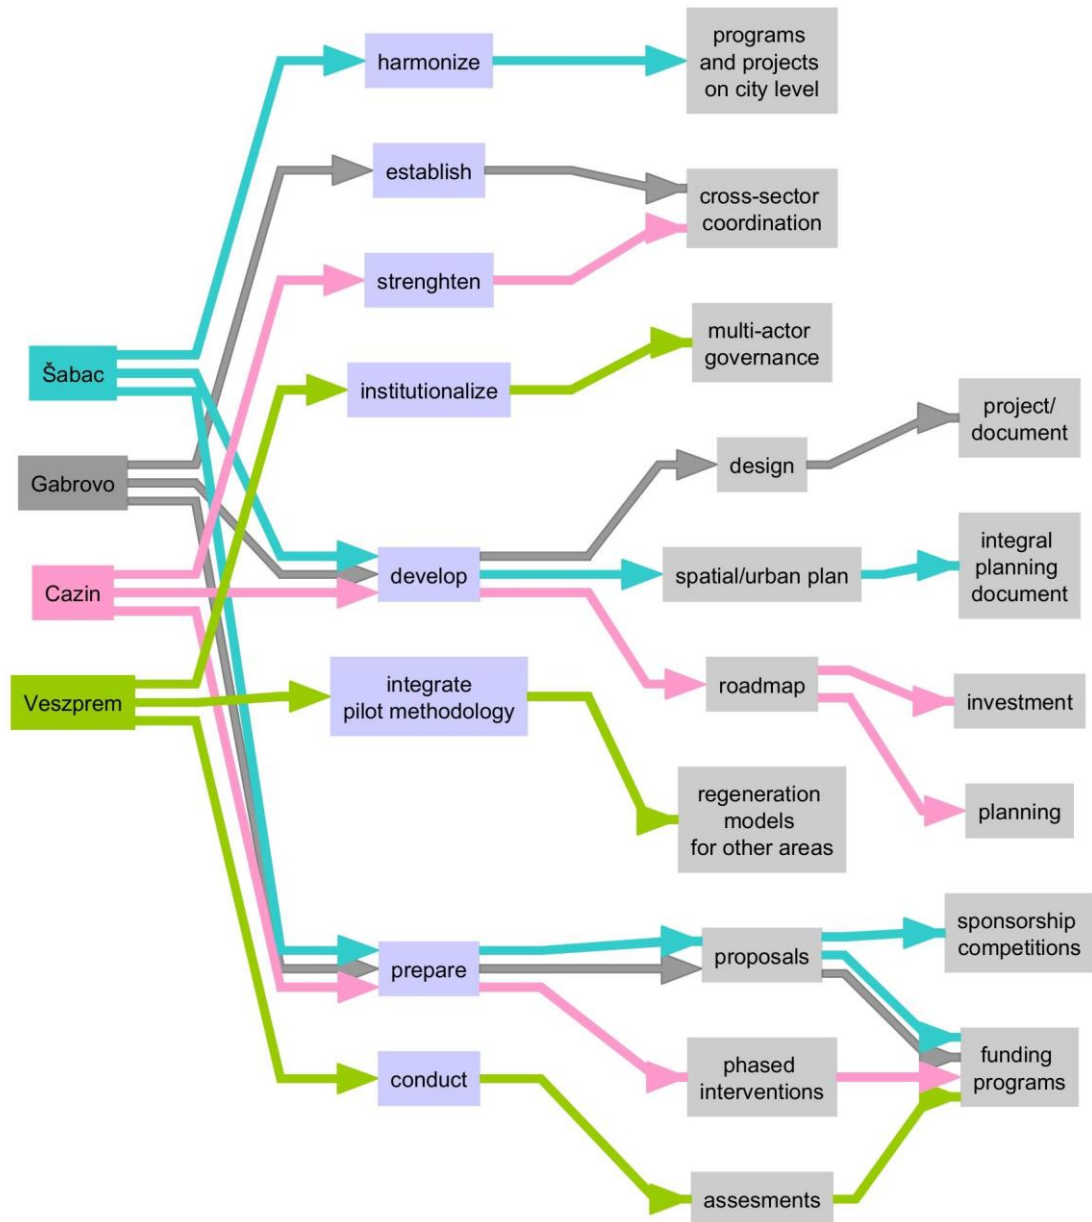 Šabac
Gabrovo
Cazin
Veszprem
harmonize
establish
strenghten
institutionalize
develop
integrate
pilot methodology
prepare
conduct
programs
and projects
on city level
cross-sector
coordination
multi-actor
governance
design
spatial/urban plan
roadmap
regeneration
models
for other areas
proposals
phased
interventions
assesments
project/
document
integral
planning
document
investment
planning
sponsorship
competitions
funding
programs